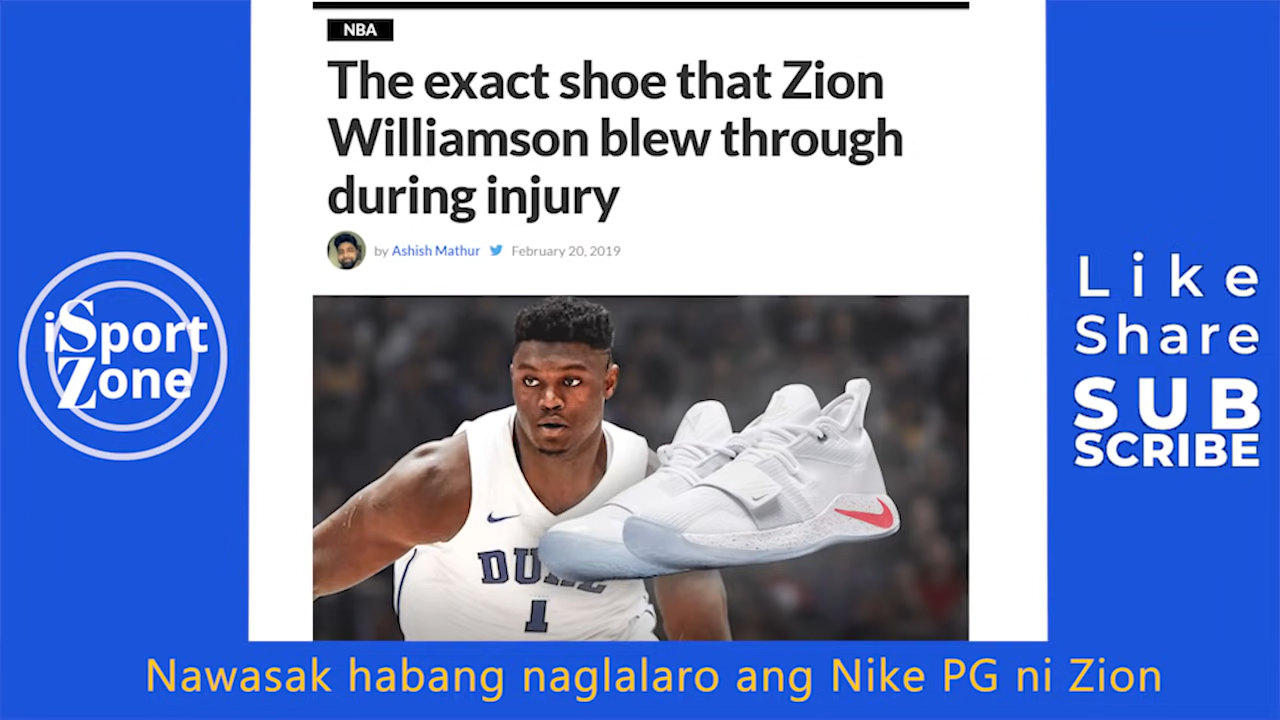 NBA
The exact shoe that Zion
Williamson blew through
during injury
by Ashish Mathur February 20, 2019
iSport
Zone
Like
Share
SUB
SCRIBE
DUKE
1
Nawasak habang naglalaro ang Nike PG ni Zion